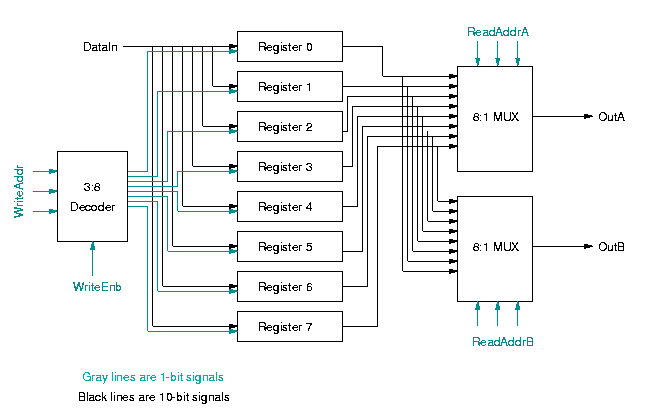 ReadAddrA
DataIn
Register 0
Register 1
8:1 MUX
OutA
Register 2
Register 3
3:8
Decoder
WriteAddr
Register 4
Register 5
8:1 MUX
OutB
WriteEnb
Register 6
Register 7
ReadAddrB
Gray lines are 1-bit signals
Black lines are 10-bit signals